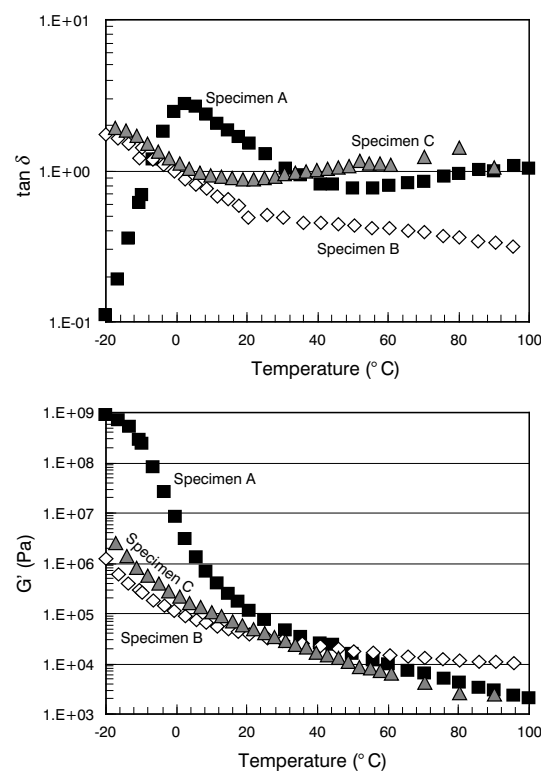 1.E+01
Specimen A
Specimen C
tan δ
1.E+00
Specimen B
1.E-01
-20 0 20 40 60 80 100
Temperature (° C)
1.E+09
1.E+08
Specimen A
1.E+07
G' (Pa)
1.E+06
Specimen C
1.E+05
Specimen B
1.E+04
1.E+03
-20 0 20 40 60 80 100
Temperature (° C)